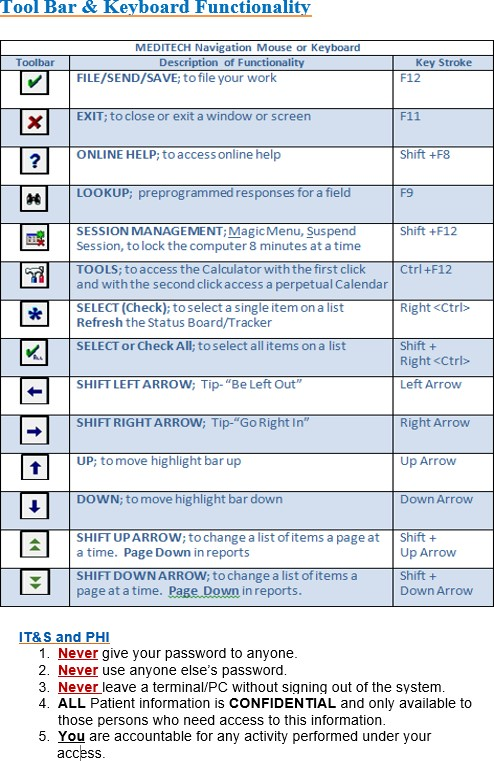 Tool Bar & Keyboard Functionality
MEDITECH Navigation Mouse or Keyboard
Toolbar Description of Functionality Key Stroke
FILE/SEND/SAVE; to file your work F12
EXIT; to close or exit a window or screen F11
? ONLINE HELP; to access online help Shift +F8
LOOKUP; preprogrammed responses for a field F9
SESSION MANAGEMENT; Magic Menu, Suspend Shift +F12
Session, to lock the computer 8 minutes at a time
TOOLS; to access the Calculator with the first click Ctrl +F12
and with the second click access a perpetual Calendar
SELECT (Check); to select a single item on a list Right <Ctrl>
Refresh the Status Board/Tracker
SELECT or Check All; to select all items on a list Shift +
ALL Right <Ctrl>
SHIFT LEFT ARROW; Tip- “Be Left Out” Left Arrow
SHIFT RIGHT ARROW; Tip-“Go Right In” Right Arrow
UP; to move highlight bar up Up Arrow
DOWN; to move highlight bar down Down Arrow
SHIFT UP ARROW; to change a list of items a page at Shift +
a time. Page Down in reports Up Arrow
SHIFT DOWN ARROW; to change a list of items a Shift +
page at a time. Page Down in reports. Down Arrow
IT&S and PHI
1. Never give your password to anyone.
2. Never use anyone else’s password.
3. Never leave a terminal/PC without signing out of the system.
4. ALL Patient information is CONFIDENTIAL and only available to
those persons who need access to this information.
5. You are accountable for any activity performed under your
access.